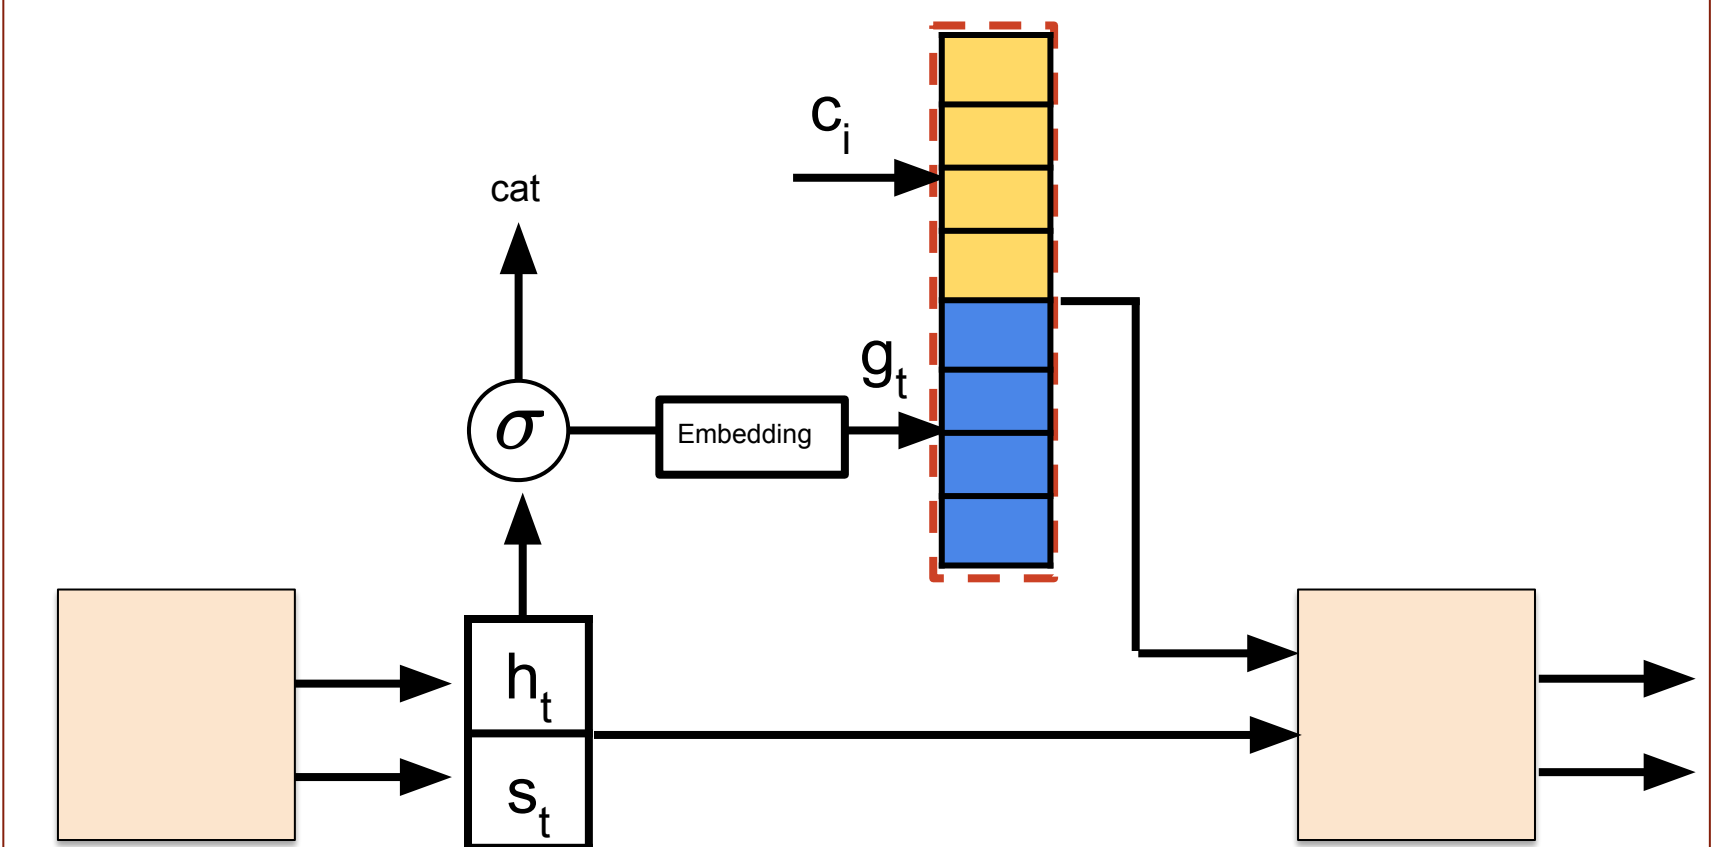 c_i
cat
g_t
σ
Embedding
h_t
s_t